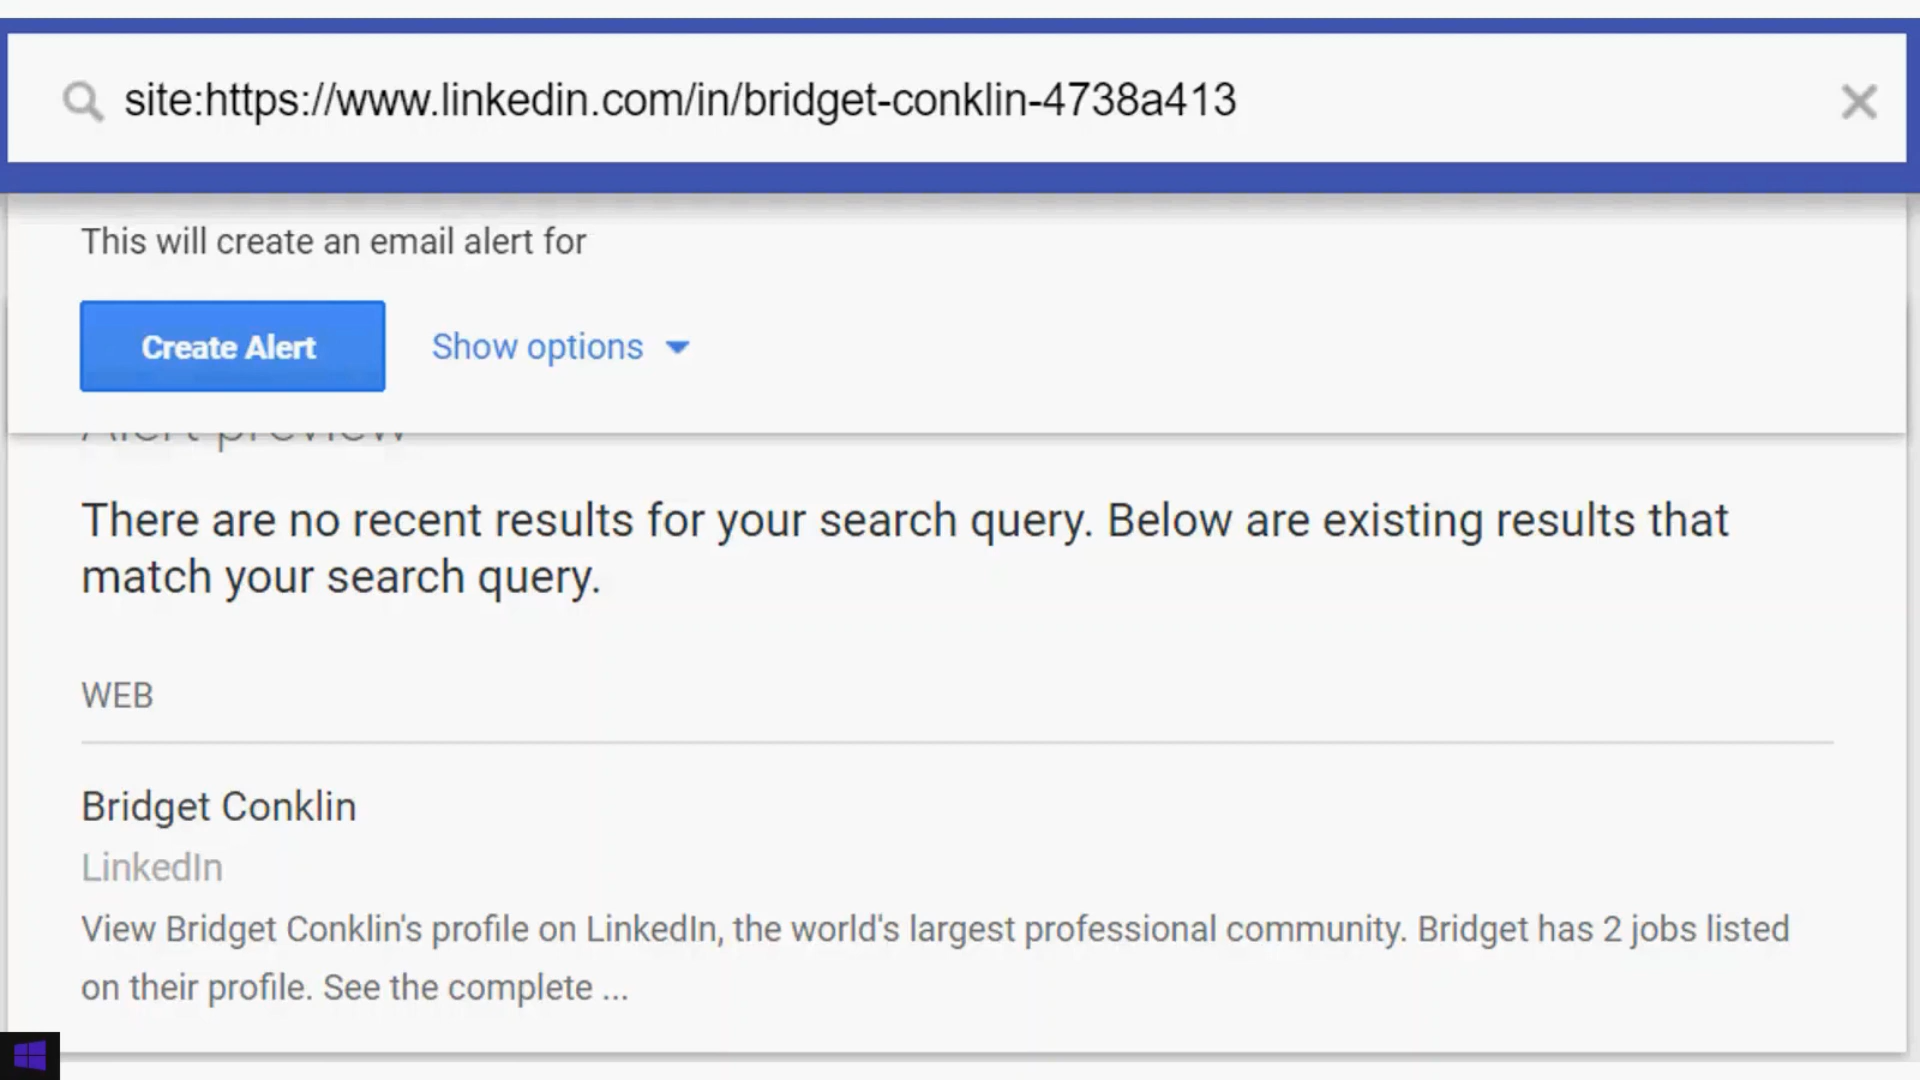 site:https://www.linkedin.com/in/bridget-conklin-4738a413
This will create an email alert for
Create Alert
Show options
Alert preview
There are no recent results for your search query. Below are existing results that
match your search query.
WEB
Bridget Conklin
LinkedIn
View Bridget Conklin's profile on LinkedIn, the world's largest professional community. Bridget has 2 jobs listed
on their profile. See the complete ...